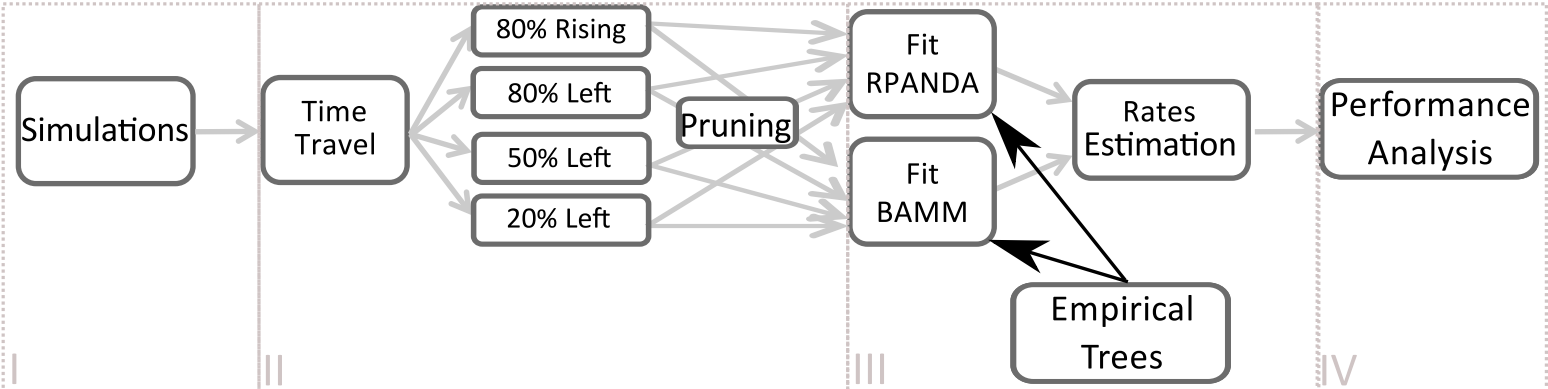 Simulations
Time
Travel
80% Rising
80% Left
50% Left
20% Left
Pruning
Fit
RPANDA
Fit
BAMM
Rates
Estimation
Empirical
Trees
Performance
Analysis
I
II
III
IV